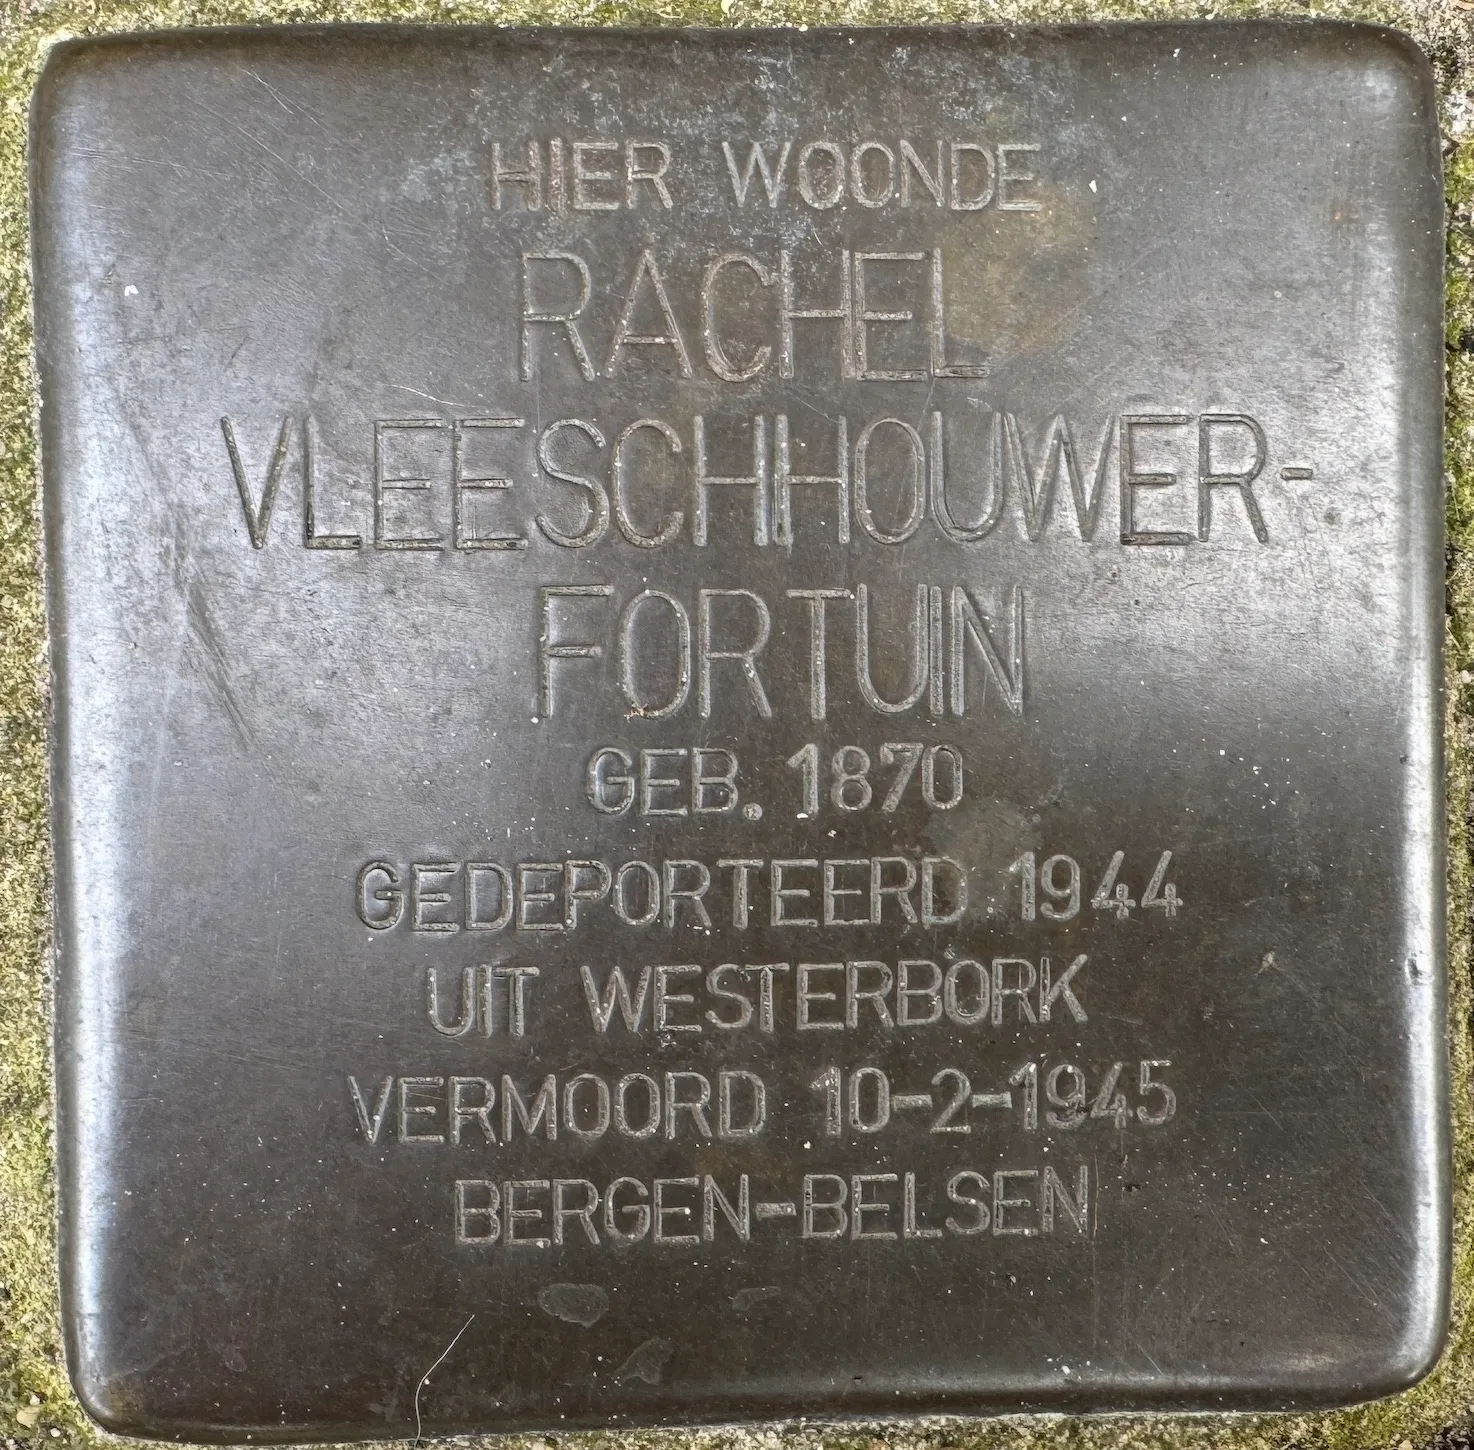 HIER WOONDE
RACHEL
VLEESCHHOUWER-
FORTUIN
GEB. 1870
GEDEPORTEERD 1944
UIT WESTERBORK
VERMOORD 10-2-1945
BERGEN-BELSEN